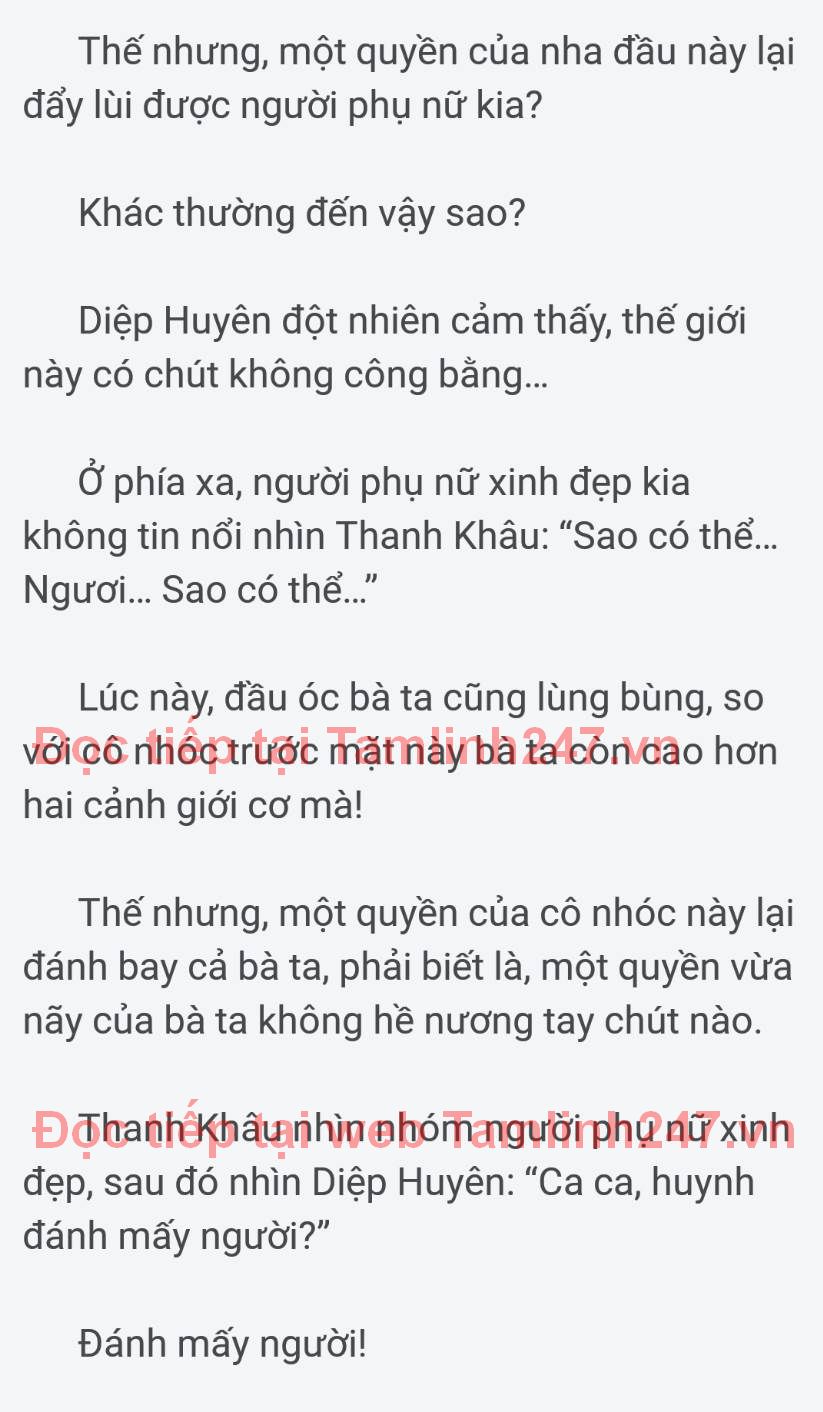 Thế nhưng, một quyền của nha đầu này lại
đẩy lùi được người phụ nữ kia?
Khác thường đến vậy sao?
Diệp Huyên đột nhiên cảm thấy, thế giới
này có chút không công bằng...
Ở phía xa, người phụ nữ xinh đẹp kia
không tin nổi nhìn Thanh Khâu: “Sao có thể...
Ngươi... Sao có thể...”
Lúc này, đầu óc bà ta cũng lùng bùng, so
với cô nhóc trước mặt này bà ta còn cao hơn
Đọc tiếp tại Tamlinh247.vn
hai cảnh giới cơ mà!
Thế nhưng, một quyền của cô nhóc này lại
đánh bay cả bà ta, phải biết là, một quyền vừa
nãy của bà ta không hề nương tay chút nào.
Thanh Khâu nhìn nhóm người phụ nữ xinh
Đọc tiếp tại web Tamlinh247.vn
đẹp, sau đó nhìn Diệp Huyên: “Ca ca, huynh
đánh mấy người?”
Đánh mấy người!